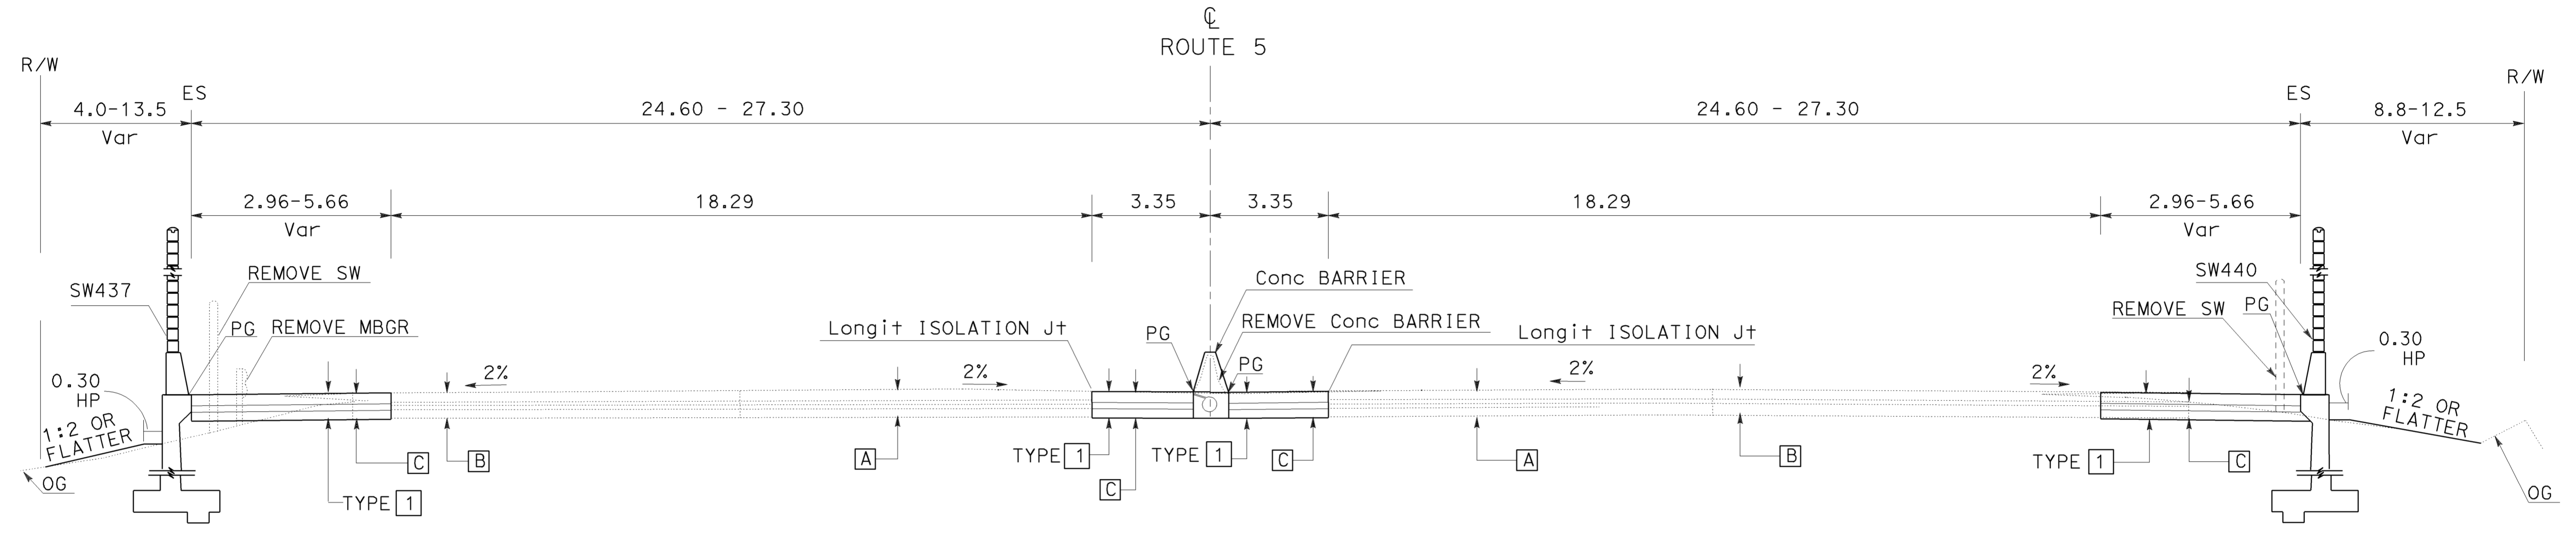 ℄
ROUTE 5
R/W
R/W
ES
ES
4.0-13.5
Var
24.60 - 27.30
24.60 - 27.30
8.8-12.5
Var
2.96-5.66
Var
18.29
3.35
3.35
18.29
2.96-5.66
Var
REMOVE SW
SW437
PG
REMOVE MBGR
Longit ISOLATION Jt
PG
Conc BARRIER
REMOVE Conc BARRIER
PG
Longit ISOLATION Jt
SW440
REMOVE SW
PG
0.30
HP
0.30
HP
2%
2%
2%
2%
1:2 OR
FLATTER
1:2 OR
FLATTER
OG
OG
C
B
TYPE 1
A
TYPE 1
C
TYPE 1
C
A
B
TYPE 1
C